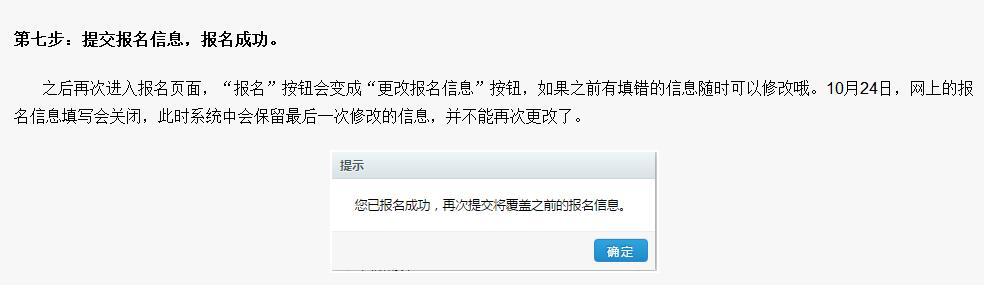 第七步：提交报名信息，报名成功。
之后再次进入报名页面，“报名”按钮会变成“更改报名信息”按钮，如果之前有填错的信息随时可以修改哦。10月24日，网上的报
名信息填写会关闭，此时系统中会保留最后一次修改的信息，并不能再次更改了。
提示
您已报名成功，再次提交将覆盖之前的报名信息。
确定